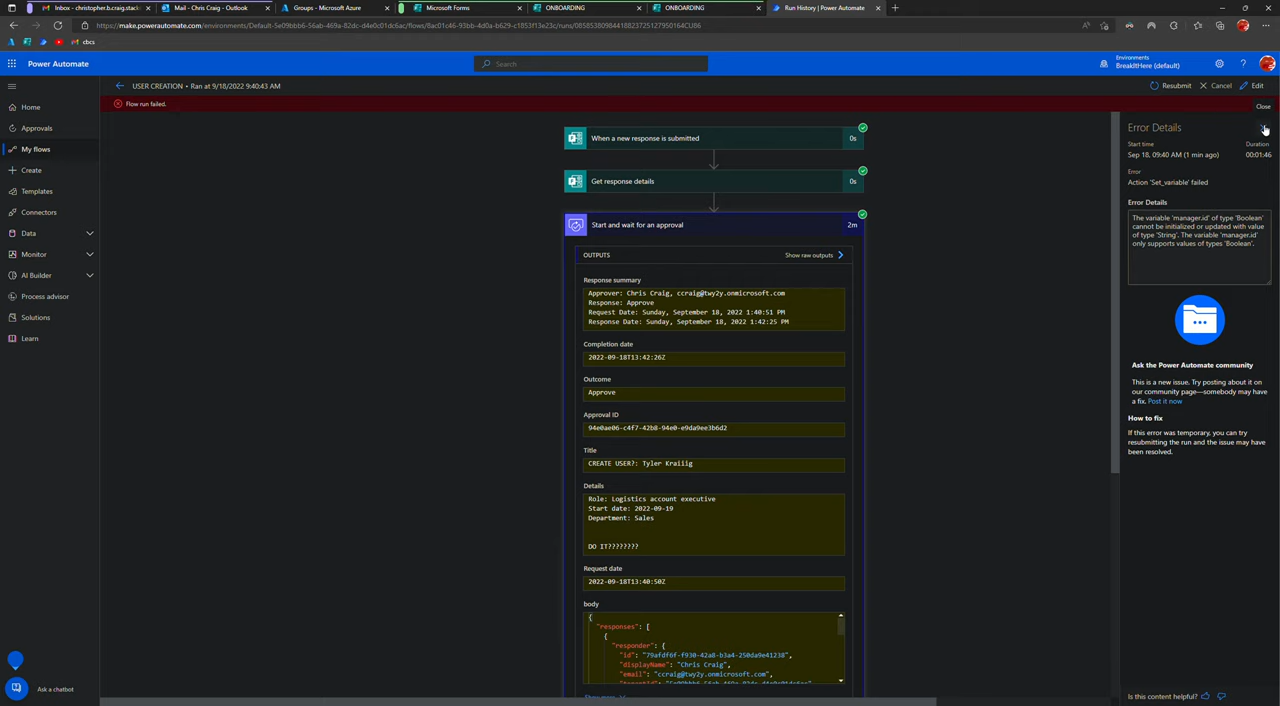 Inbox - christopher.b.craig.stack
Mail - Chris Craig - Outlook
Groups - Microsoft Azure
Microsoft Forms
ONBOARDING
ONBOARDING
Run History | Power Automate
cbcs
Power Automate
Search
Environments
BreakItHere (default)
USER CREATION • Ran at 9/18/2022 9:40:43 AM
Resubmit
Cancel
Edit
Flow run failed.
Close
Home
Approvals
My flows
Create
Templates
Connectors
Data
Monitor
AI Builder
Process advisor
Solutions
Learn
Ask a chatbot
When a new response is submitted
0s
Get response details
0s
Start and wait for an approval
2m
OUTPUTS
Show raw outputs
Response summary
Approver: Chris Craig, ccraig@twy2y.onmicrosoft.com
Response: Approve
Request Date: Sunday, September 18, 2022 1:40:51 PM
Response Date: Sunday, September 18, 2022 1:42:25 PM
Completion date
2022-09-18T13:42:26Z
Outcome
Approve
Approval ID
94e0ae06-c4f7-42b8-94e0-e9da9ee3b6d2
Title
CREATE USER?: Tyler Kraiiig
Details
Role: Logistics account executive
Start date: 2022-09-19
Department: Sales
DO IT????????
Request date
2022-09-18T13:40:50Z
body
{
"responses": [
{
"responder": {
"id": "79afdf6f-f930-42a8-b3a4-250da9e41238",
"displayName": "Chris Craig",
"email": "ccraig@twy2y.onmicrosoft.com",
Error Details
Start time
Duration
Sep 18, 09:40 AM (1 min ago)
00:01:46
Error
Action 'Set_variable' failed
Error Details
The variable 'manager.id' of type 'Boolean'
cannot be initialized or updated with value
of type 'String'. The variable 'manager.id'
only supports values of types 'Boolean'.
Ask the Power Automate community
This is a new issue. Try posting about it on
our community page—somebody may have
a fix. Post it now
How to fix
If this error was temporary, you can try
resubmitting the run and the issue may have
been resolved.
Is this content helpful?